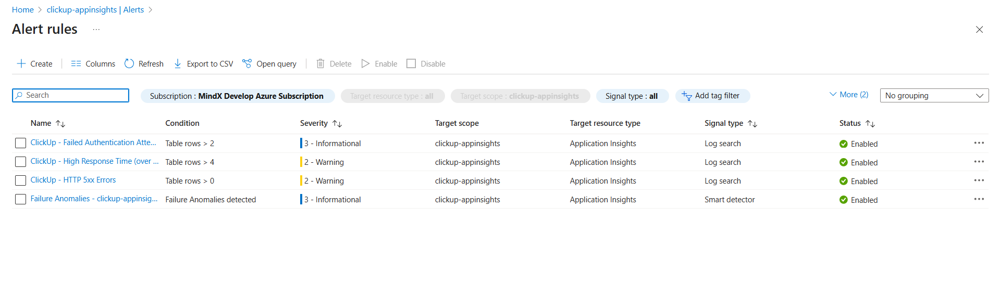 Home > clickup-appinsights | Alerts >
Alert rules ...
Create Columns Refresh Export to CSV Open query Delete Enable Disable
Search Subscription : MindX Develop Azure Subscription Target resource type : all Target scope : clickup-appinsights Signal type : all Add tag filter More (2) No grouping
Name Condition Severity Target scope Target resource type Signal type Status
ClickUp - Failed Authentication Atte... Table rows > 2 3 - Informational clickup-appinsights Application Insights Log search Enabled
ClickUp - High Response Time (over ... Table rows > 4 2 - Warning clickup-appinsights Application Insights Log search Enabled
ClickUp - HTTP 5xx Errors Table rows > 0 2 - Warning clickup-appinsights Application Insights Log search Enabled
Failure Anomalies - clickup-appinsig... Failure Anomalies detected 3 - Informational clickup-appinsights Application Insights Smart detector Enabled